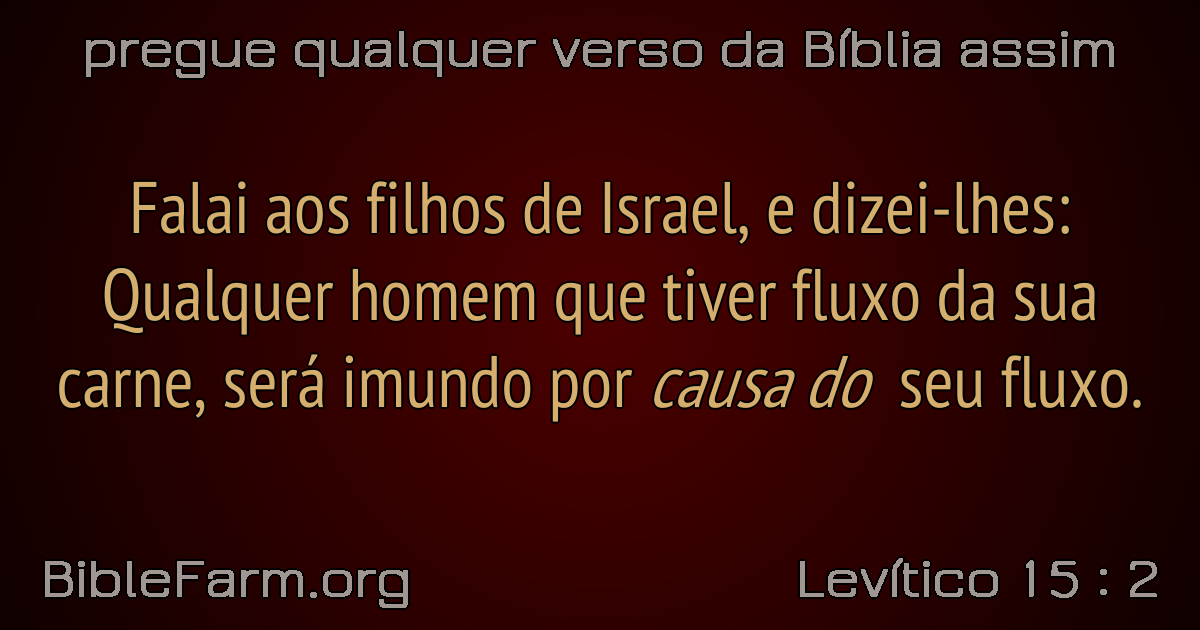 pregue qualquer verso da Bíblia assim
Falai aos filhos de Israel, e dizei-lhes:
Qualquer homem que tiver fluxo da sua
carne, será imundo por causa do seu fluxo.
BibleFarm.org
Levítico 15 : 2